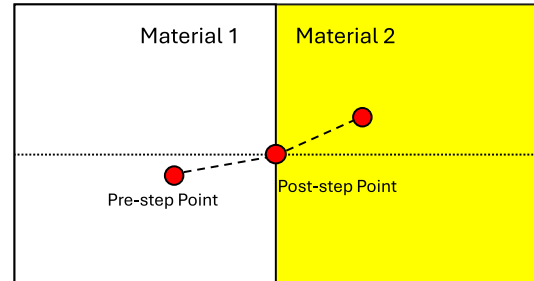 Material 1
Material 2
Pre-step Point
Post-step Point